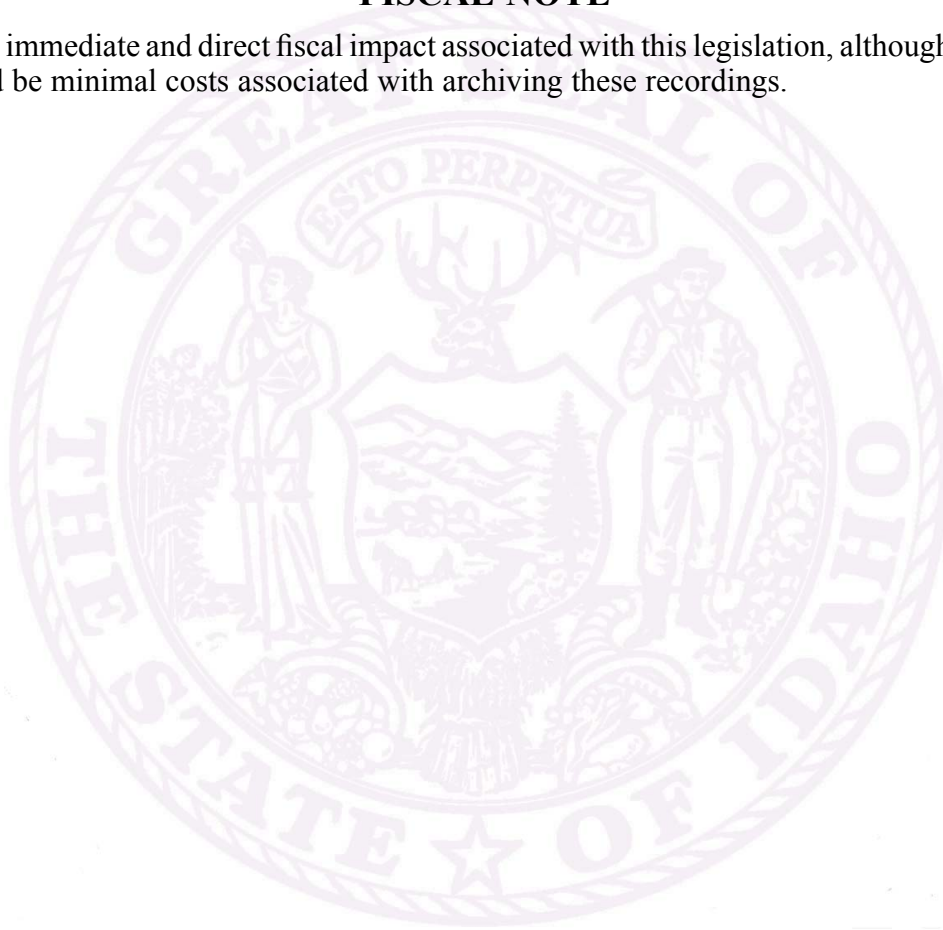 FISCAL NOTE
immediate and direct fiscal impact associated with this legislation, although
be minimal costs associated with archiving these recordings.
GREAT SEAL OF
ESTO PERPETUA
THE STATE OF IDAHO